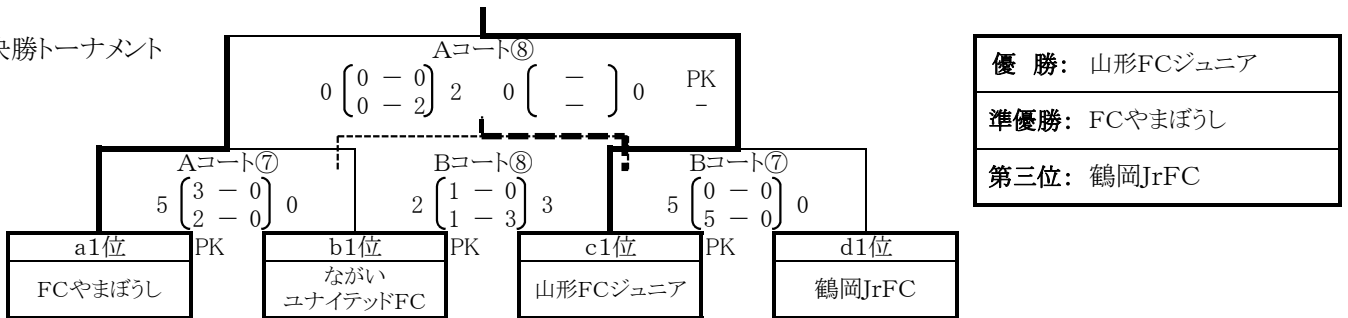 決勝トーナメント
Aコート⑧
0 0 - 0 2 0 - 0 PK
0 - 2 - -
優 勝: 山形FCジュニア
準優勝: FCやまぼうし
第三位: 鶴岡JrFC
Aコート⑦ Bコート⑧ Bコート⑦
5 3 - 0 0 2 1 - 0 3 5 0 - 0 0
2 - 0 1 - 3 5 - 0
a1位 PK b1位 PK c1位 PK d1位
FCやまぼうし
ながい
ユナイテッドFC
山形FCジュニア
鶴岡JrFC